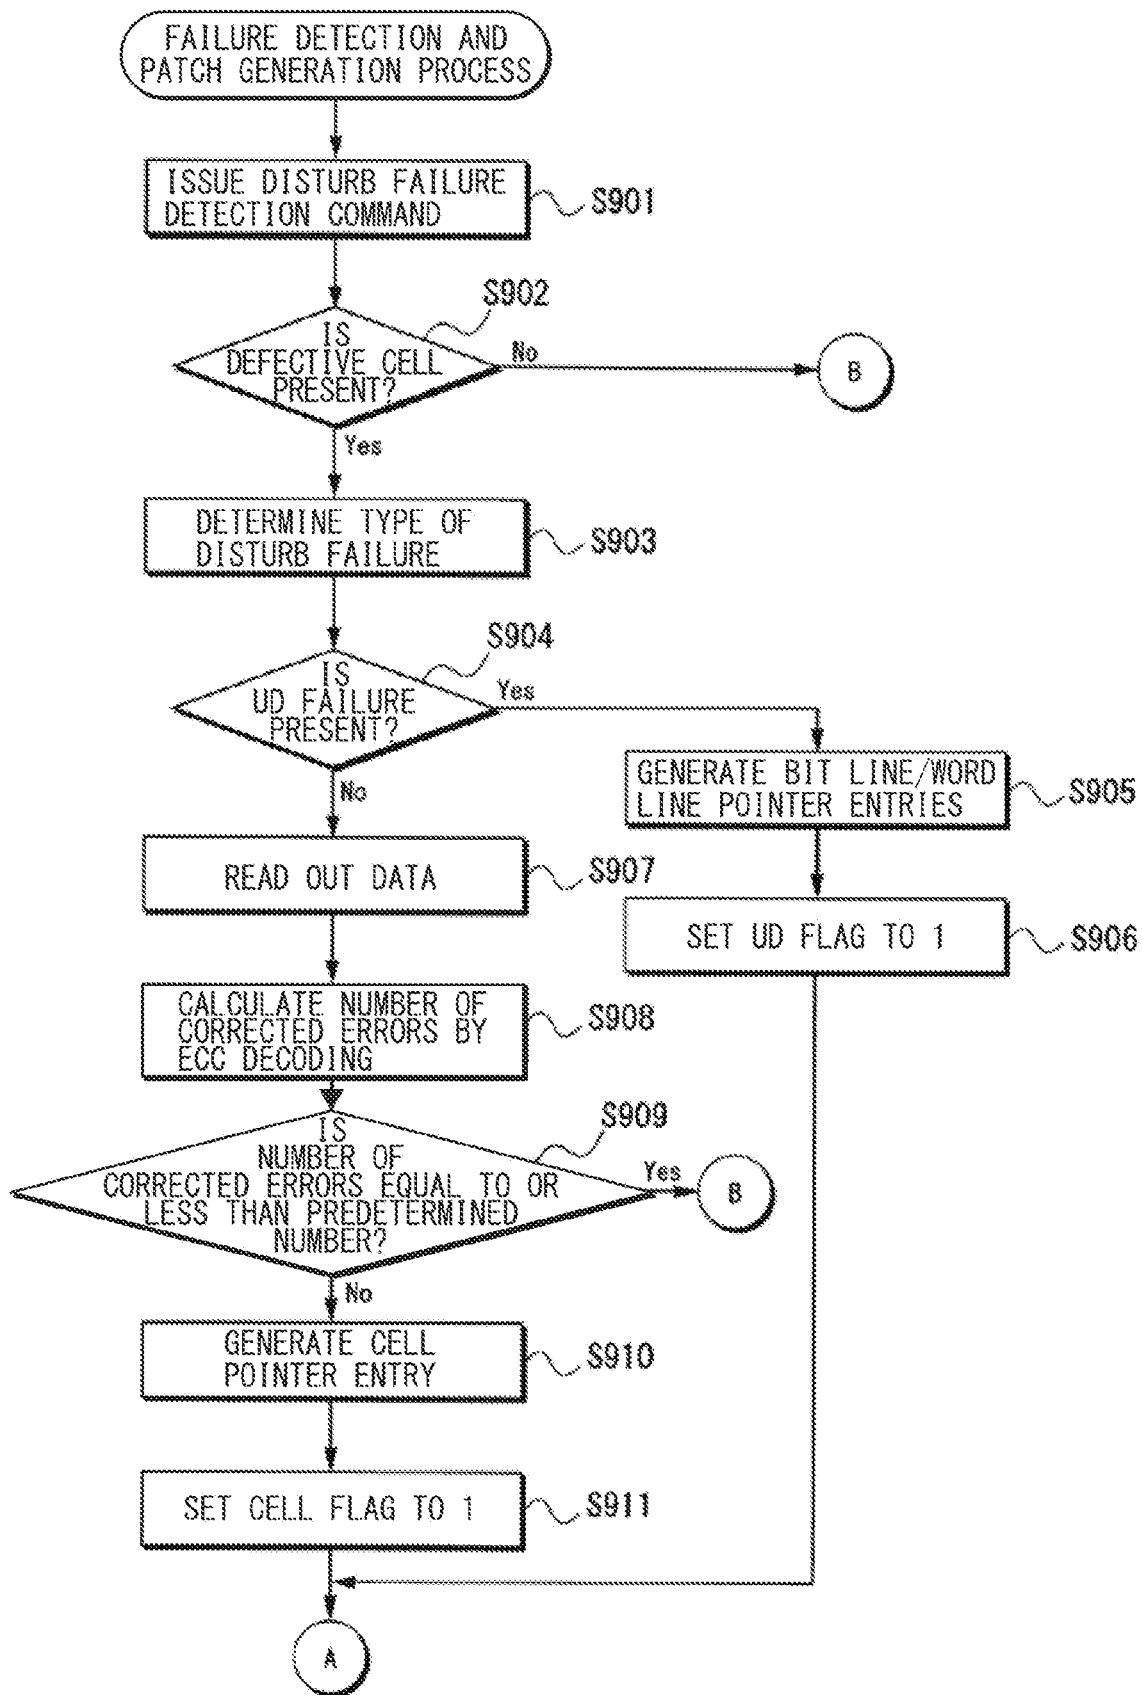 FAILURE DETECTION AND
PATCH GENERATION PROCESS
ISSUE DISTURB FAILURE
DETECTION COMMAND
S901
S902
IS
DEFECTIVE CELL
PRESENT?
No
B
Yes
DETERMINE TYPE OF
DISTURB FAILURE
S903
S904
IS
UD FAILURE
PRESENT?
Yes
No
GENERATE BIT LINE/WORD
LINE POINTER ENTRIES
S905
READ OUT DATA
S907
SET UD FLAG TO 1
S906
CALCULATE NUMBER OF
CORRECTED ERRORS BY
ECC DECODING
S908
S909
IS
NUMBER OF
CORRECTED ERRORS EQUAL TO OR
LESS THAN PREDETERMINED
NUMBER?
Yes
B
No
GENERATE CELL
POINTER ENTRY
S910
SET CELL FLAG TO 1
S911
A